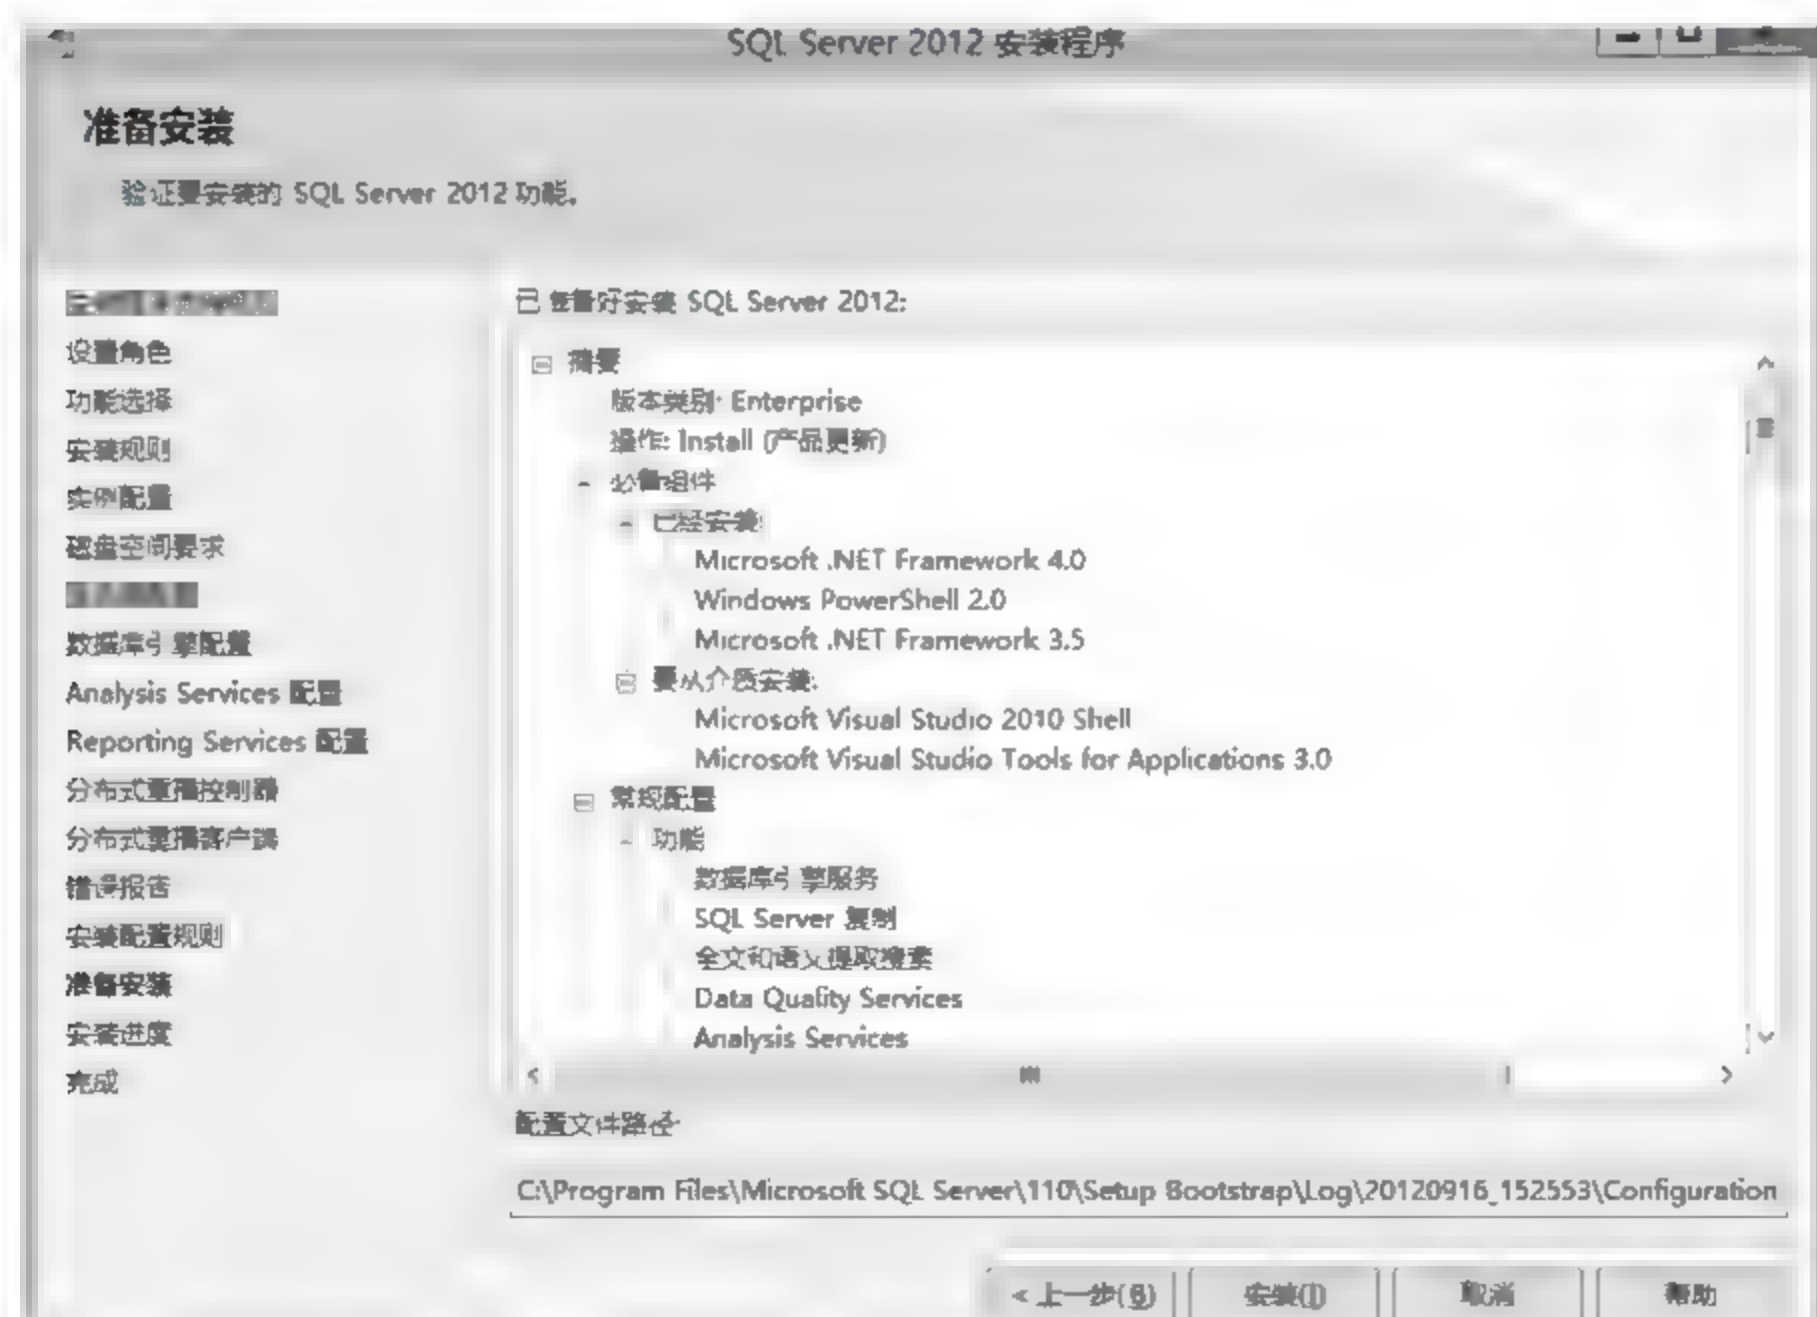 SQL Server 2012 安装程序
准备安装
验证要安装的 SQL Server 2012 功能。
设置角色
功能选择
安装规则
实例配置
磁盘空间要求
数据库引擎配置
Analysis Services 配置
Reporting Services 配置
分布式重播控制器
分布式重播客户端
错误报告
安装配置规则
准备安装
安装进度
完成
已准备好安装 SQL Server 2012:
摘要
版本类别: Enterprise
操作: Install (产品更新)
必备组件
已经安装:
Microsoft .NET Framework 4.0
Windows PowerShell 2.0
Microsoft .NET Framework 3.5
要从介质安装:
Microsoft Visual Studio 2010 Shell
Microsoft Visual Studio Tools for Applications 3.0
常规配置
功能
数据库引擎服务
SQL Server 复制
全文和语义提取搜索
Data Quality Services
Analysis Services
配置文件路径:
C:\Program Files\Microsoft SQL Server\110\Setup Bootstrap\Log\20120916_152553\Configuration
< 上一步(B) 安装(I) 取消 帮助